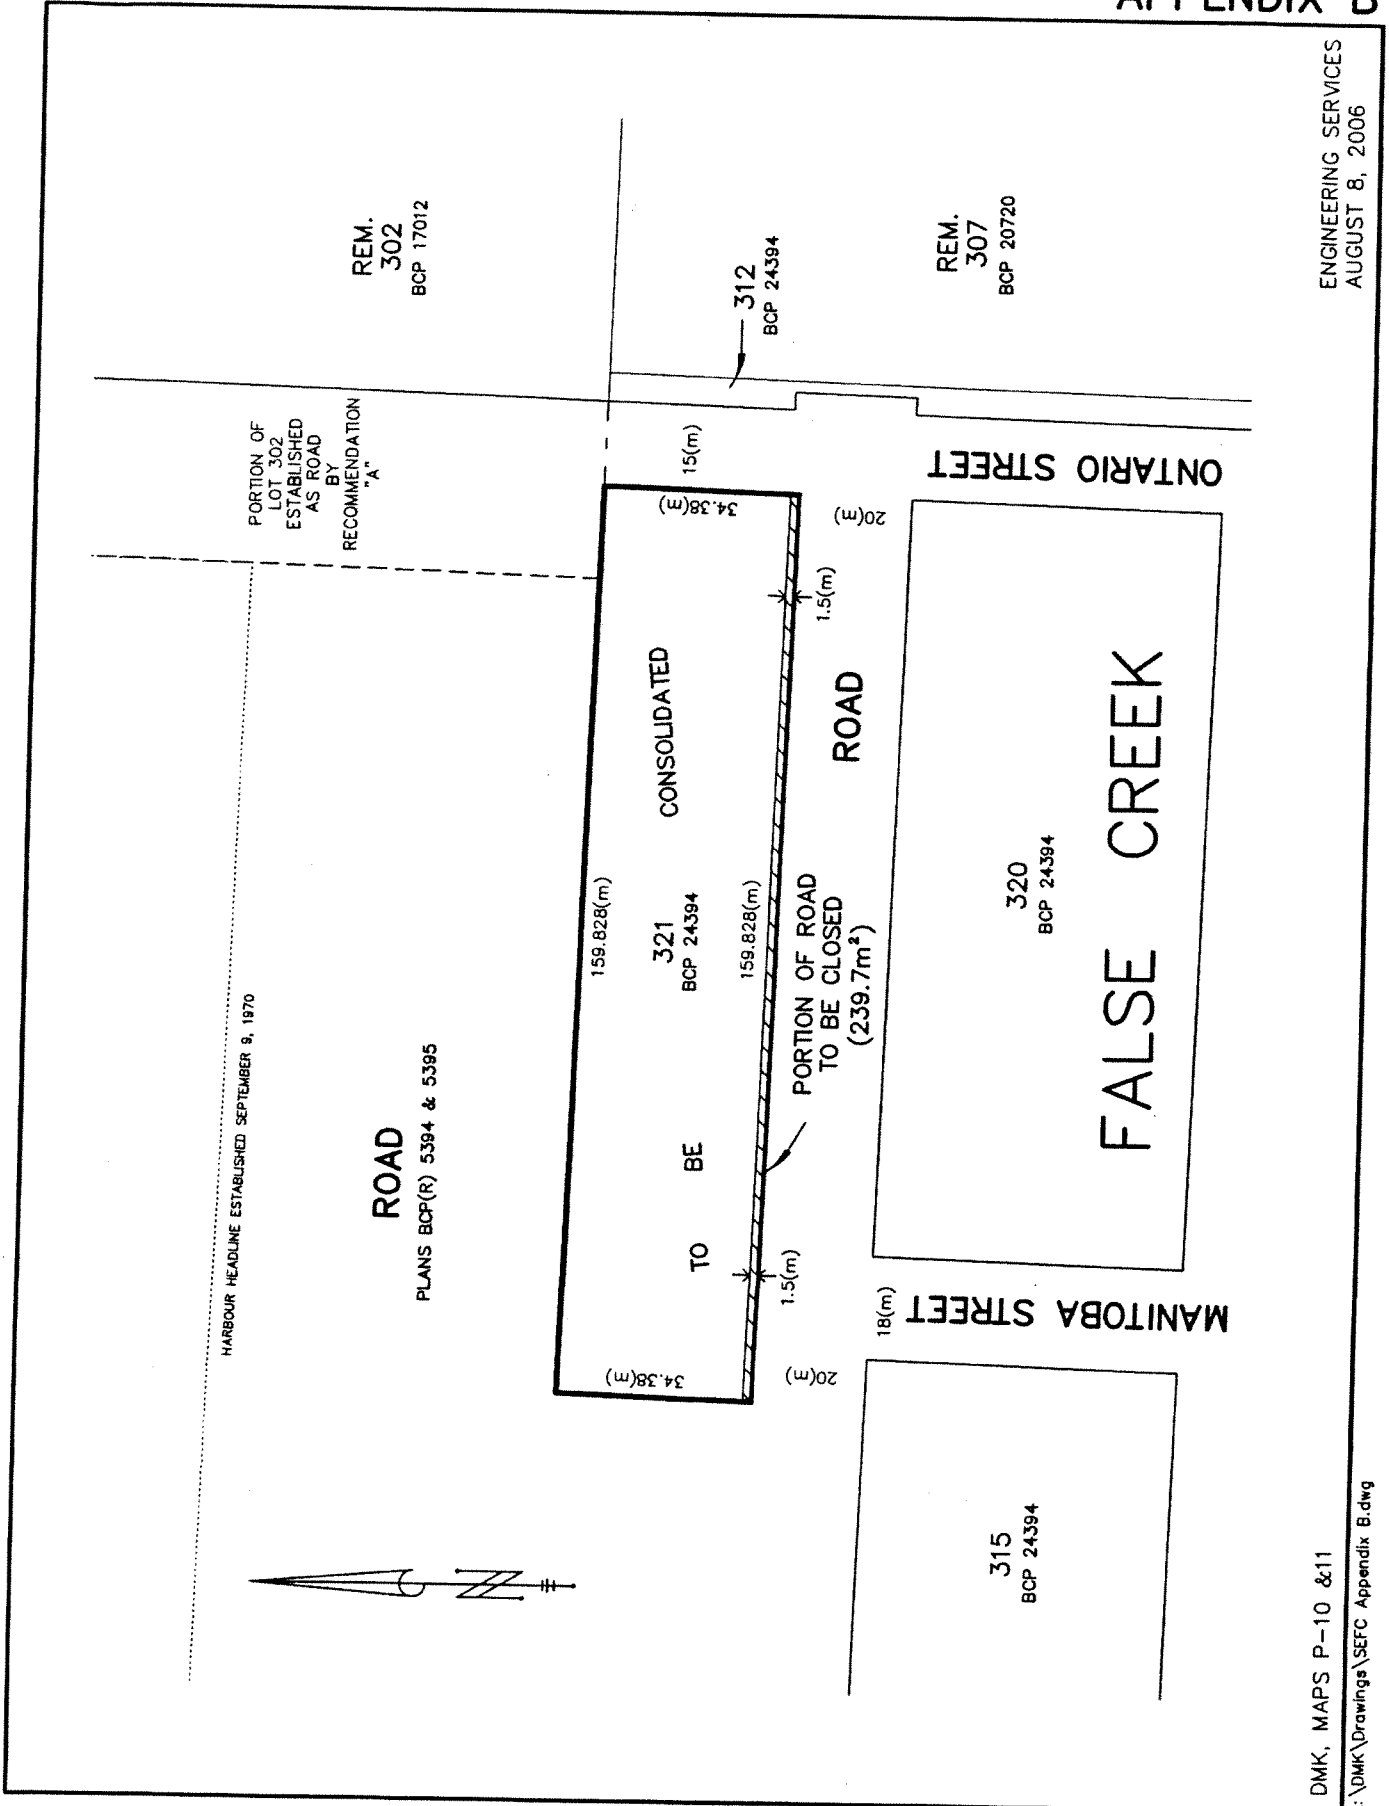 APPENDIX "B"
HARBOUR HEADLINE ESTABLISHED SEPTEMBER 9, 1970
PORTION OF
LOT 302
ESTABLISHED
AS ROAD
BY
RECOMMENDATION
"A"
REM.
302
BCP 17012
ROAD
PLANS BCP(R) 5394 & 5395
159.828(m)
34.38(m)
TO BE CONSOLIDATED
321
BCP 24394
159.828(m)
34.38(m)
15(m)
312
BCP 24394
1.5(m)
PORTION OF ROAD
TO BE CLOSED
(239.7m²)
1.5(m)
20(m)
ROAD
20(m)
18(m)
MANITOBA STREET
ONTARIO STREET
REM.
307
BCP 20720
315
BCP 24394
320
BCP 24394
FALSE CREEK
DMK, MAPS P-10 &11
ENGINEERING SERVICES
AUGUST 8, 2006
:\DMK\Drawings\SEFC Appendix B.dwg